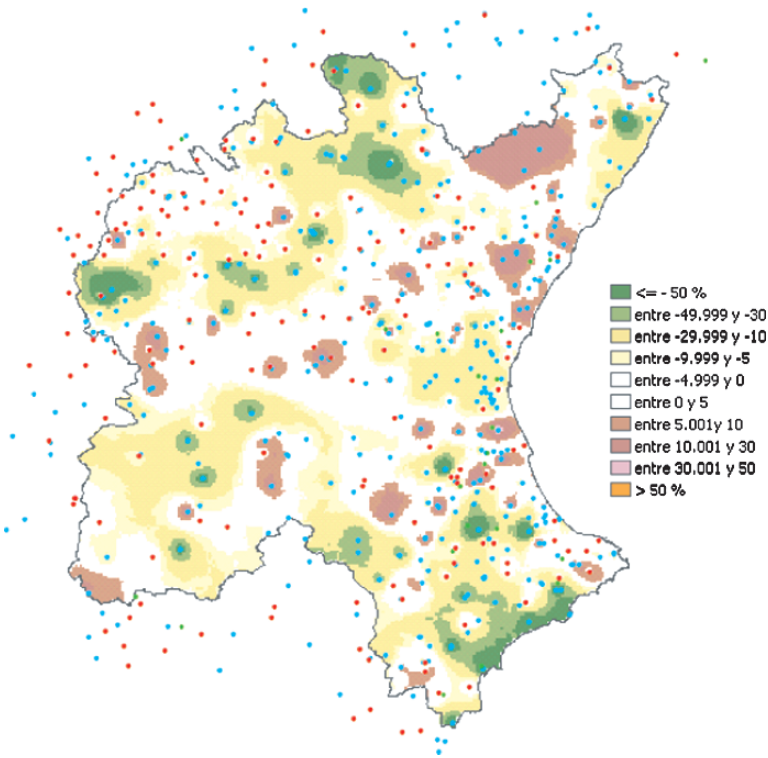 <= - 50 %
entre -49.999 y -30
entre -29.999 y -10
entre -9.999 y -5
entre -4.999 y 0
entre 0 y 5
entre 5.001y 10
entre 10.001 y 30
entre 30.001 y 50
> 50 %